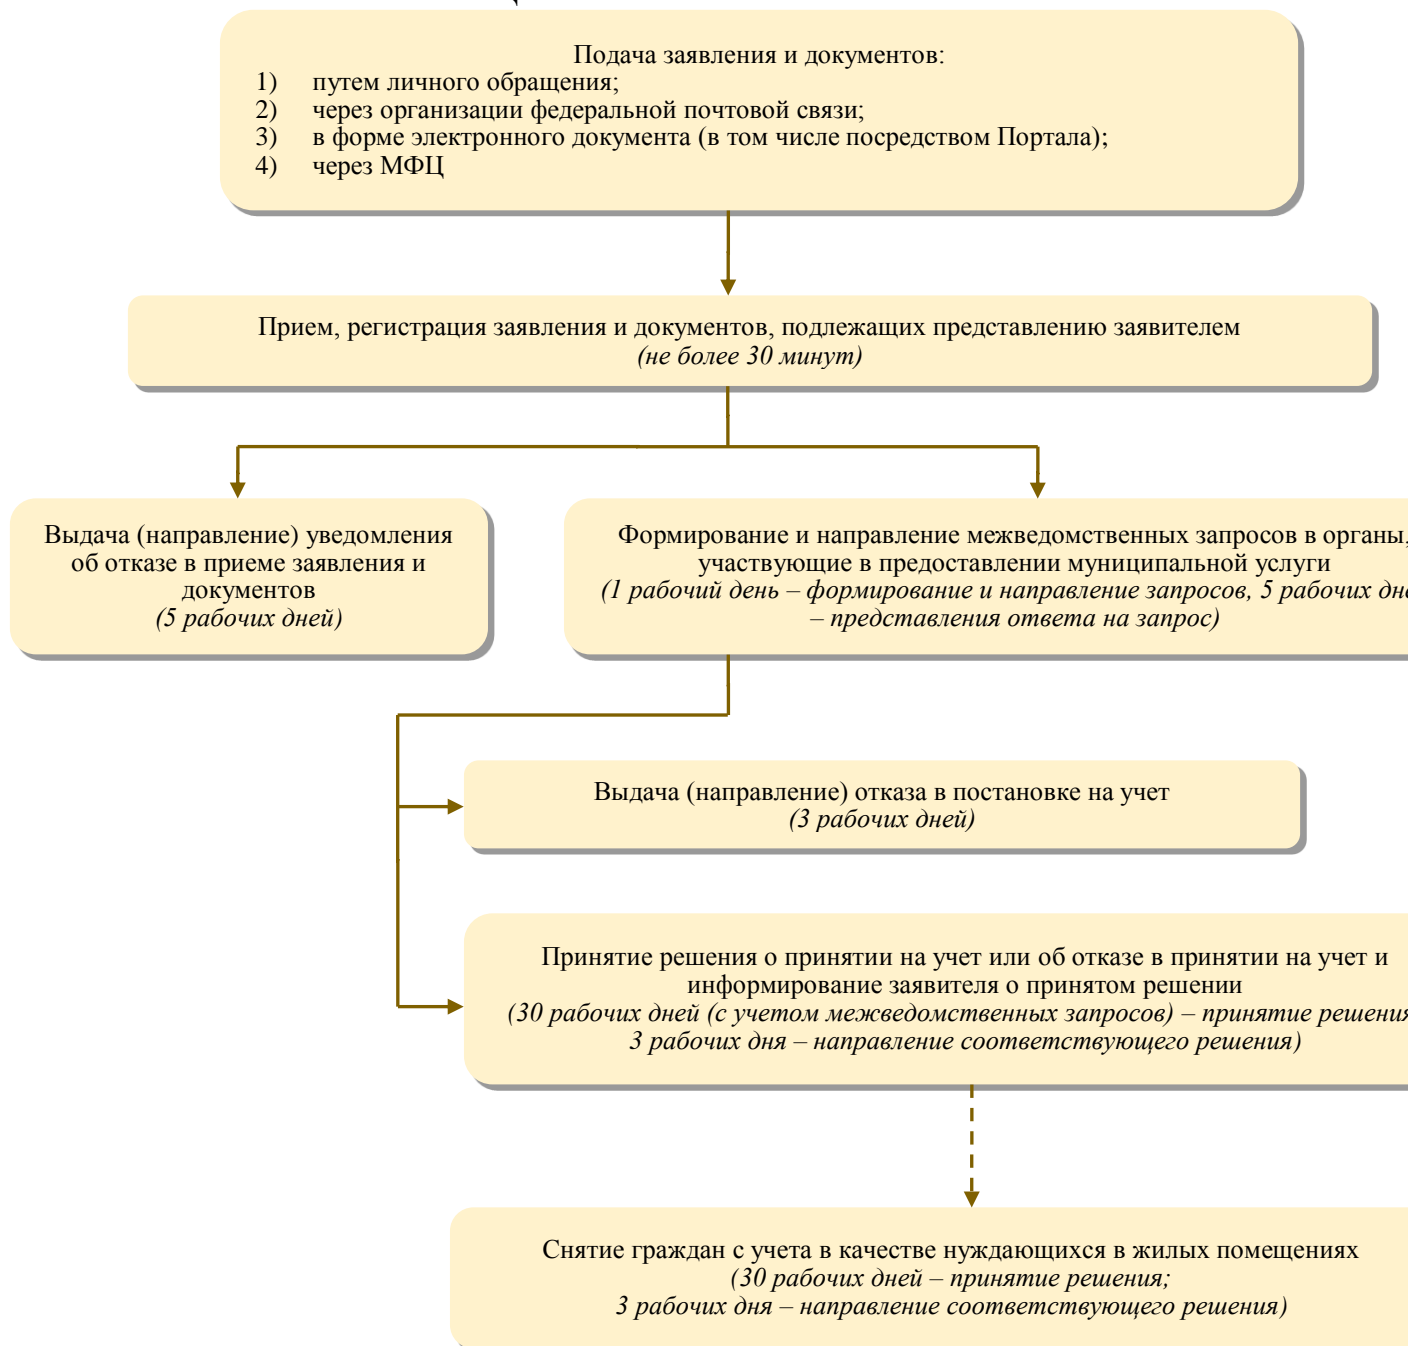 Подача заявления и документов:
1) путем личного обращения;
2) через организации федеральной почтовой связи;
3) в форме электронного документа (в том числе посредством Портала);
4) через МФЦ
Прием, регистрация заявления и документов, подлежащих представлению заявителем
(не более 30 минут)
Выдача (направление) уведомления
об отказе в приеме заявления и
документов
(5 рабочих дней)
Формирование и направление межведомственных запросов в органы,
участвующие в предоставлении муниципальной услуги
(1 рабочий день – формирование и направление запросов, 5 рабочих дне
– представления ответа на запрос)
Выдача (направление) отказа в постановке на учет
(3 рабочих дней)
Принятие решения о принятии на учет или об отказе в принятии на учет и
информирование заявителя о принятом решении
(30 рабочих дней (с учетом межведомственных запросов) – принятие решения
3 рабочих дня – направление соответствующего решения)
Снятие граждан с учета в качестве нуждающихся в жилых помещениях
(30 рабочих дней – принятие решения;
3 рабочих дня – направление соответствующего решения)